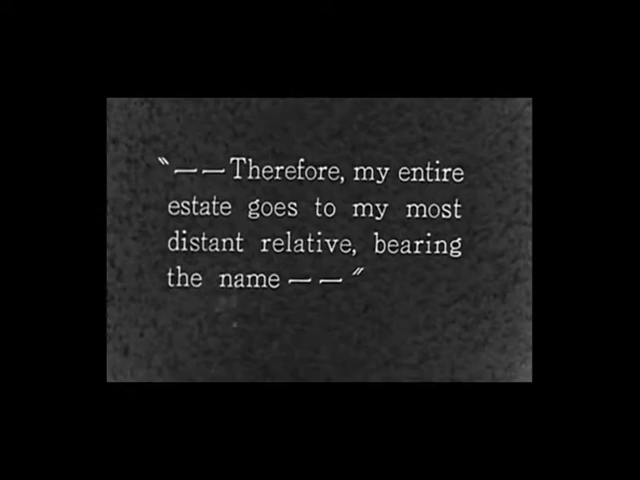 "——Therefore, my entire
estate goes to my most
distant relative, bearing
the name——"